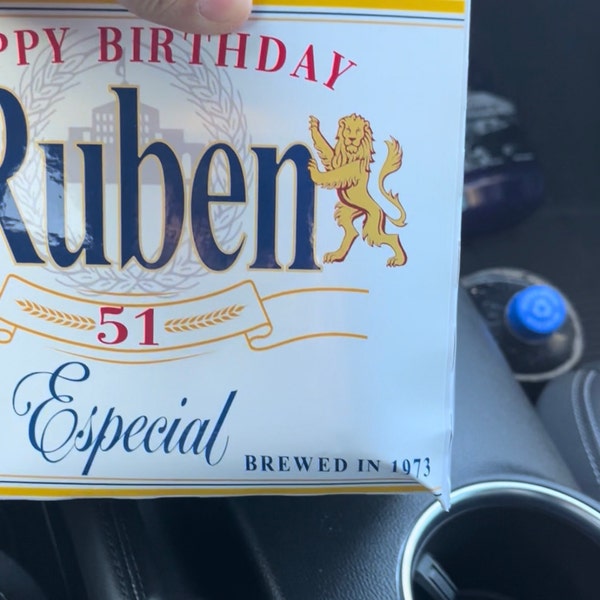 PPY BIRTHDAY
Ruben
51
Especial
BREWED IN 1973